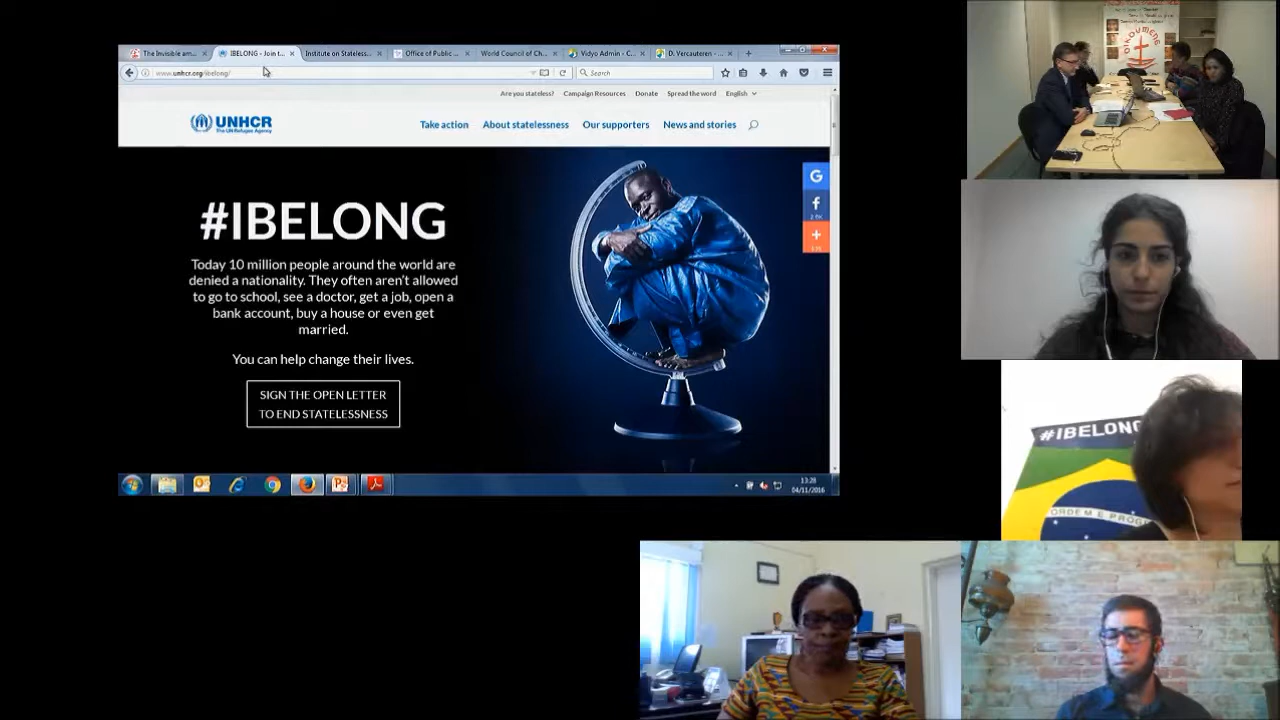 The Invisible am...
IBELONG - Join t...
Institute on Stateless...
Office of Public ...
World Council of Ch...
Vidyo Admin - C...
D. Vercauteren - ...
www.unhcr.org/ibelong/
Search
Are you stateless?
Campaign Resources
Donate
Spread the word
English
UNHCR
The UN Refugee Agency
Take action
About statelessness
Our supporters
News and stories
#IBELONG
Today 10 million people around the world are
denied a nationality. They often aren't allowed
to go to school, see a doctor, get a job, open a
bank account, buy a house or even get
married.
You can help change their lives.
SIGN THE OPEN LETTER
TO END STATELESSNESS
13:28
04/11/2016
OIKOUMENE
#IBELONG
ORDEM E PROG